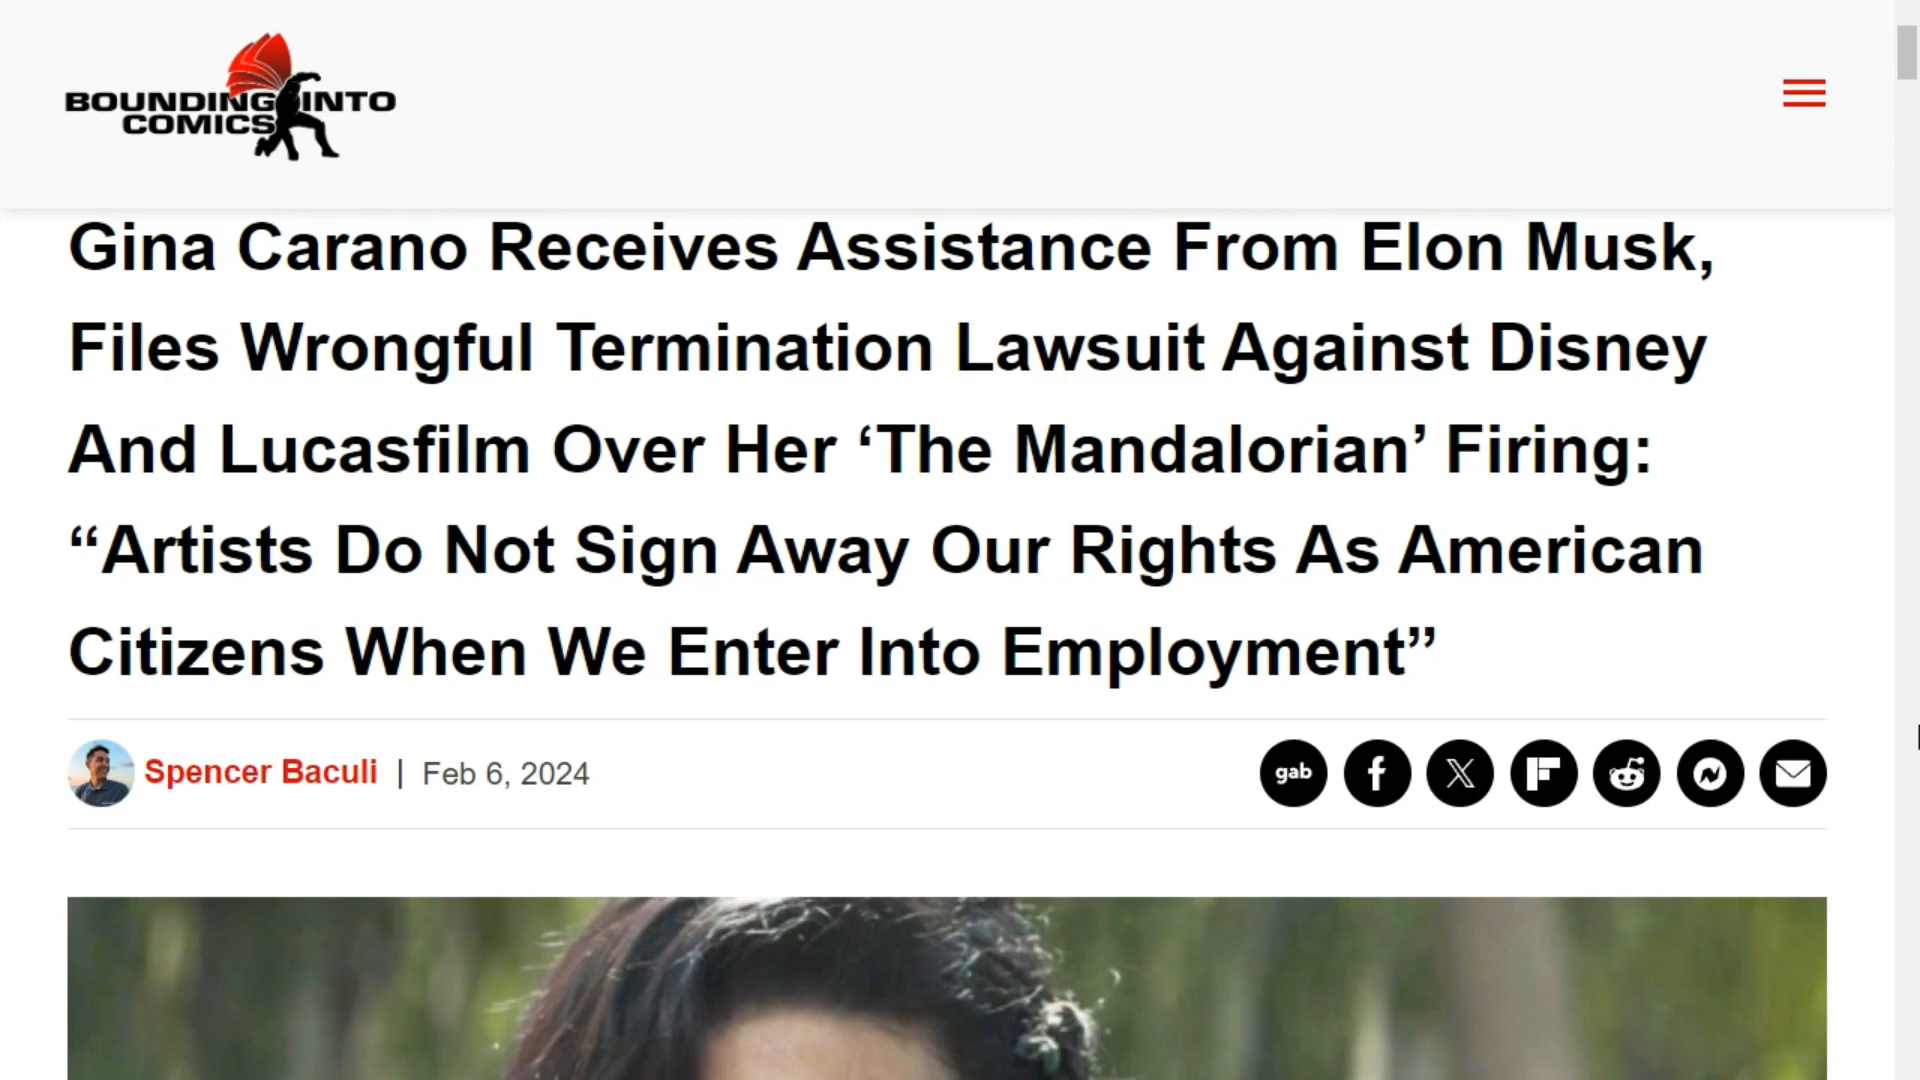 BOUNDING INTO
COMICS
Gina Carano Receives Assistance From Elon Musk,
Files Wrongful Termination Lawsuit Against Disney
And Lucasfilm Over Her ‘The Mandalorian’ Firing:
“Artists Do Not Sign Away Our Rights As American
Citizens When We Enter Into Employment”
Spencer Baculi | Feb 6, 2024
gab